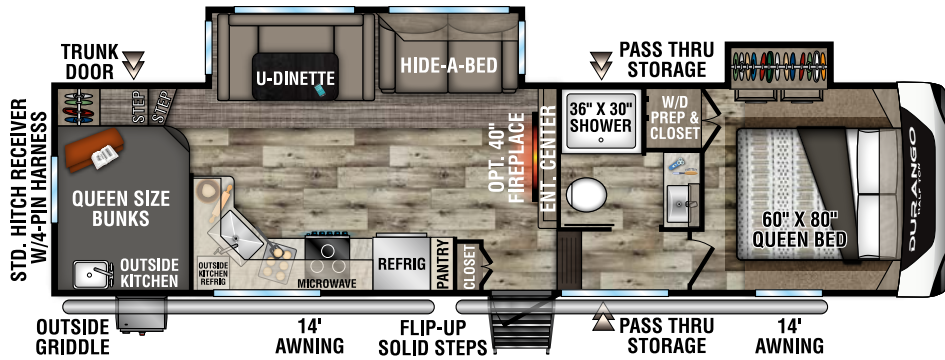 TRUNK
DOOR
U-DINETTE
HIDE-A-BED
PASS THRU
STORAGE
STD. HITCH RECEIVER
W/4-PIN HARNESS
STEP
STEP
QUEEN SIZE
BUNKS
OUTSIDE
KITCHEN
OUTSIDE
KITCHEN
REFRIG
MICROWAVE
REFRIG
PANTRY
CLOSET
OPT. 40"
FIREPLACE
ENT. CENTER
36" X 30"
SHOWER
W/D
PREP &
CLOSET
60" X 80"
QUEEN BED
DURANGO
HALF-TON
OUTSIDE
GRIDDLE
14'
AWNING
FLIP-UP
SOLID STEPS
PASS THRU
STORAGE
14'
AWNING